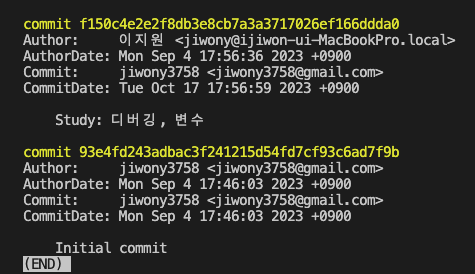 commit f150c4e2e2f8db3e8cb7a3a3717026ef166ddda0
Author:     이지원 <jiwony@ijiwon-ui-MacBookPro.local>
AuthorDate: Mon Sep 4 17:56:36 2023 +0900
Commit:     jiwony3758 <jiwony3758@gmail.com>
CommitDate: Tue Oct 17 17:56:59 2023 +0900
Study: 디버깅, 변수
commit 93e4fd243adbac3f241215d54fd7cf93c6ad7f9b
Author:     jiwony3758 <jiwony3758@gmail.com>
AuthorDate: Mon Sep 4 17:46:03 2023 +0900
Commit:     jiwony3758 <jiwony3758@gmail.com>
CommitDate: Mon Sep 4 17:46:03 2023 +0900
Initial commit
(END)